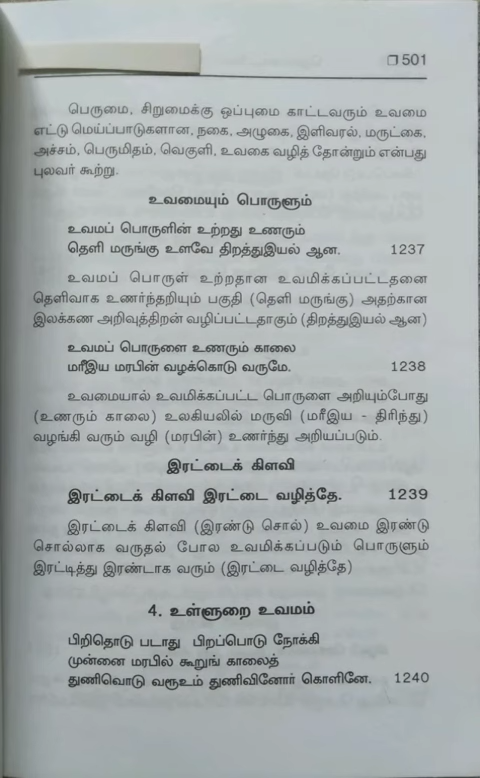 ❒501
பெருமை, சிறுமைக்கு ஒப்புமை காட்டவரும் உவமை
எட்டு மெய்ப்பாடுகளான, நகை, அழுகை, இளிவரல், மருட்கை,
அச்சம், பெருமிதம், வெகுளி, உவகை வழித் தோன்றும் என்பது
புலவர் கூற்று.
உவமையும் பொருளும்
உவமப் பொருளின் உற்றது உணரும்
தெளி மருங்கு உளவே திறத்துஇயல் ஆன. 1237
உவமப் பொருள் உற்றதான உவமிக்கப்பட்டதனை
தெளிவாக உணர்ந்தறியும் பகுதி (தெளி மருங்கு) அதற்கான
இலக்கண அறிவுத்திறன் வழிப்பட்டதாகும் (திறத்துஇயல் ஆன)
உவமப் பொருளை உணரும் காலை
மரீஇய மரபின் வழக்கொடு வருமே. 1238
உவமையால் உவமிக்கப்பட்ட பொருளை அறியும்போது
(உணரும் காலை) உலகியலில் மருவி (மரீஇய - திரிந்து)
வழங்கி வரும் வழி (மரபின்) உணர்ந்து அறியப்படும்.
இரட்டைக் கிளவி
இரட்டைக் கிளவி இரட்டை வழித்தே. 1239
இரட்டைக் கிளவி (இரண்டு சொல்) உவமை இரண்டு
சொல்லாக வருதல் போல உவமிக்கப்படும் பொருளும்
இரட்டித்து இரண்டாக வரும் (இரட்டை வழித்தே)
4. உள்ளுறை உவமம்
பிறிதொடு படாது பிறப்பொடு நோக்கி
முன்னை மரபில் கூறுங் காலைத்
துணிவொடு வரூஉம் துணிவினோர் கொளினே. 1240